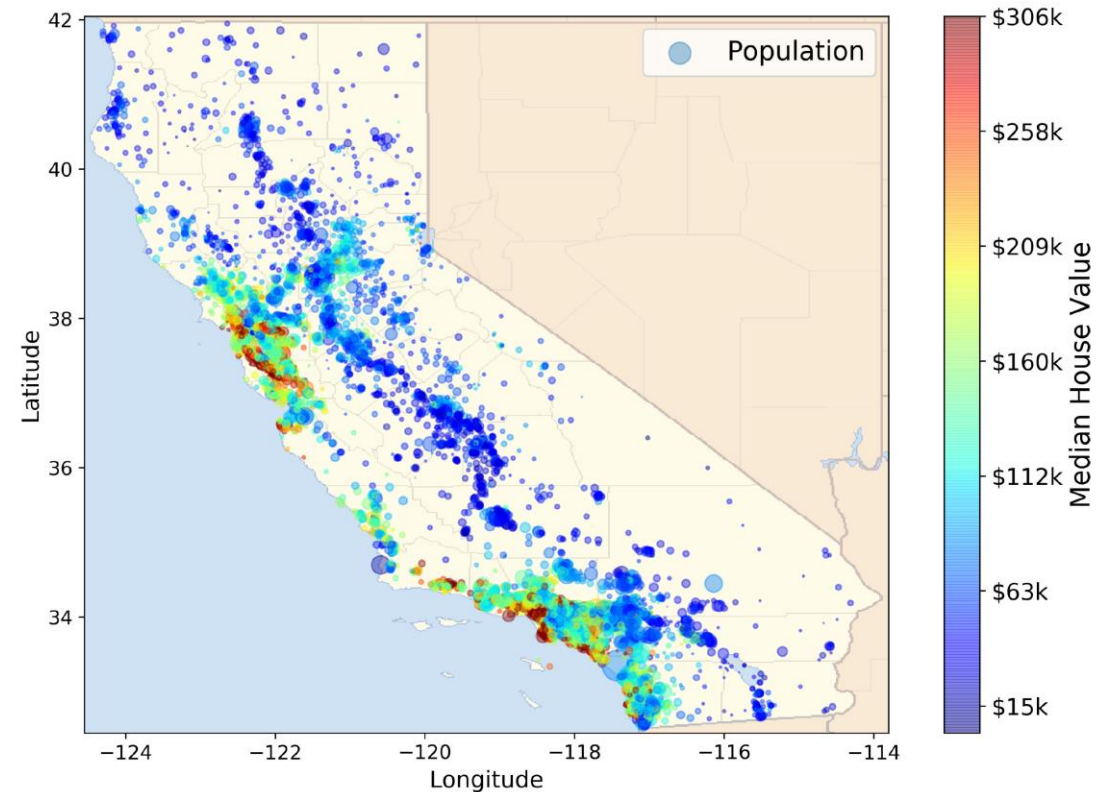 Population
42
40
38
36
34
Latitude
−124
−122
−120
−118
−116
−114
Longitude
$306k
$258k
$209k
$160k
$112k
$63k
$15k
Median House Value